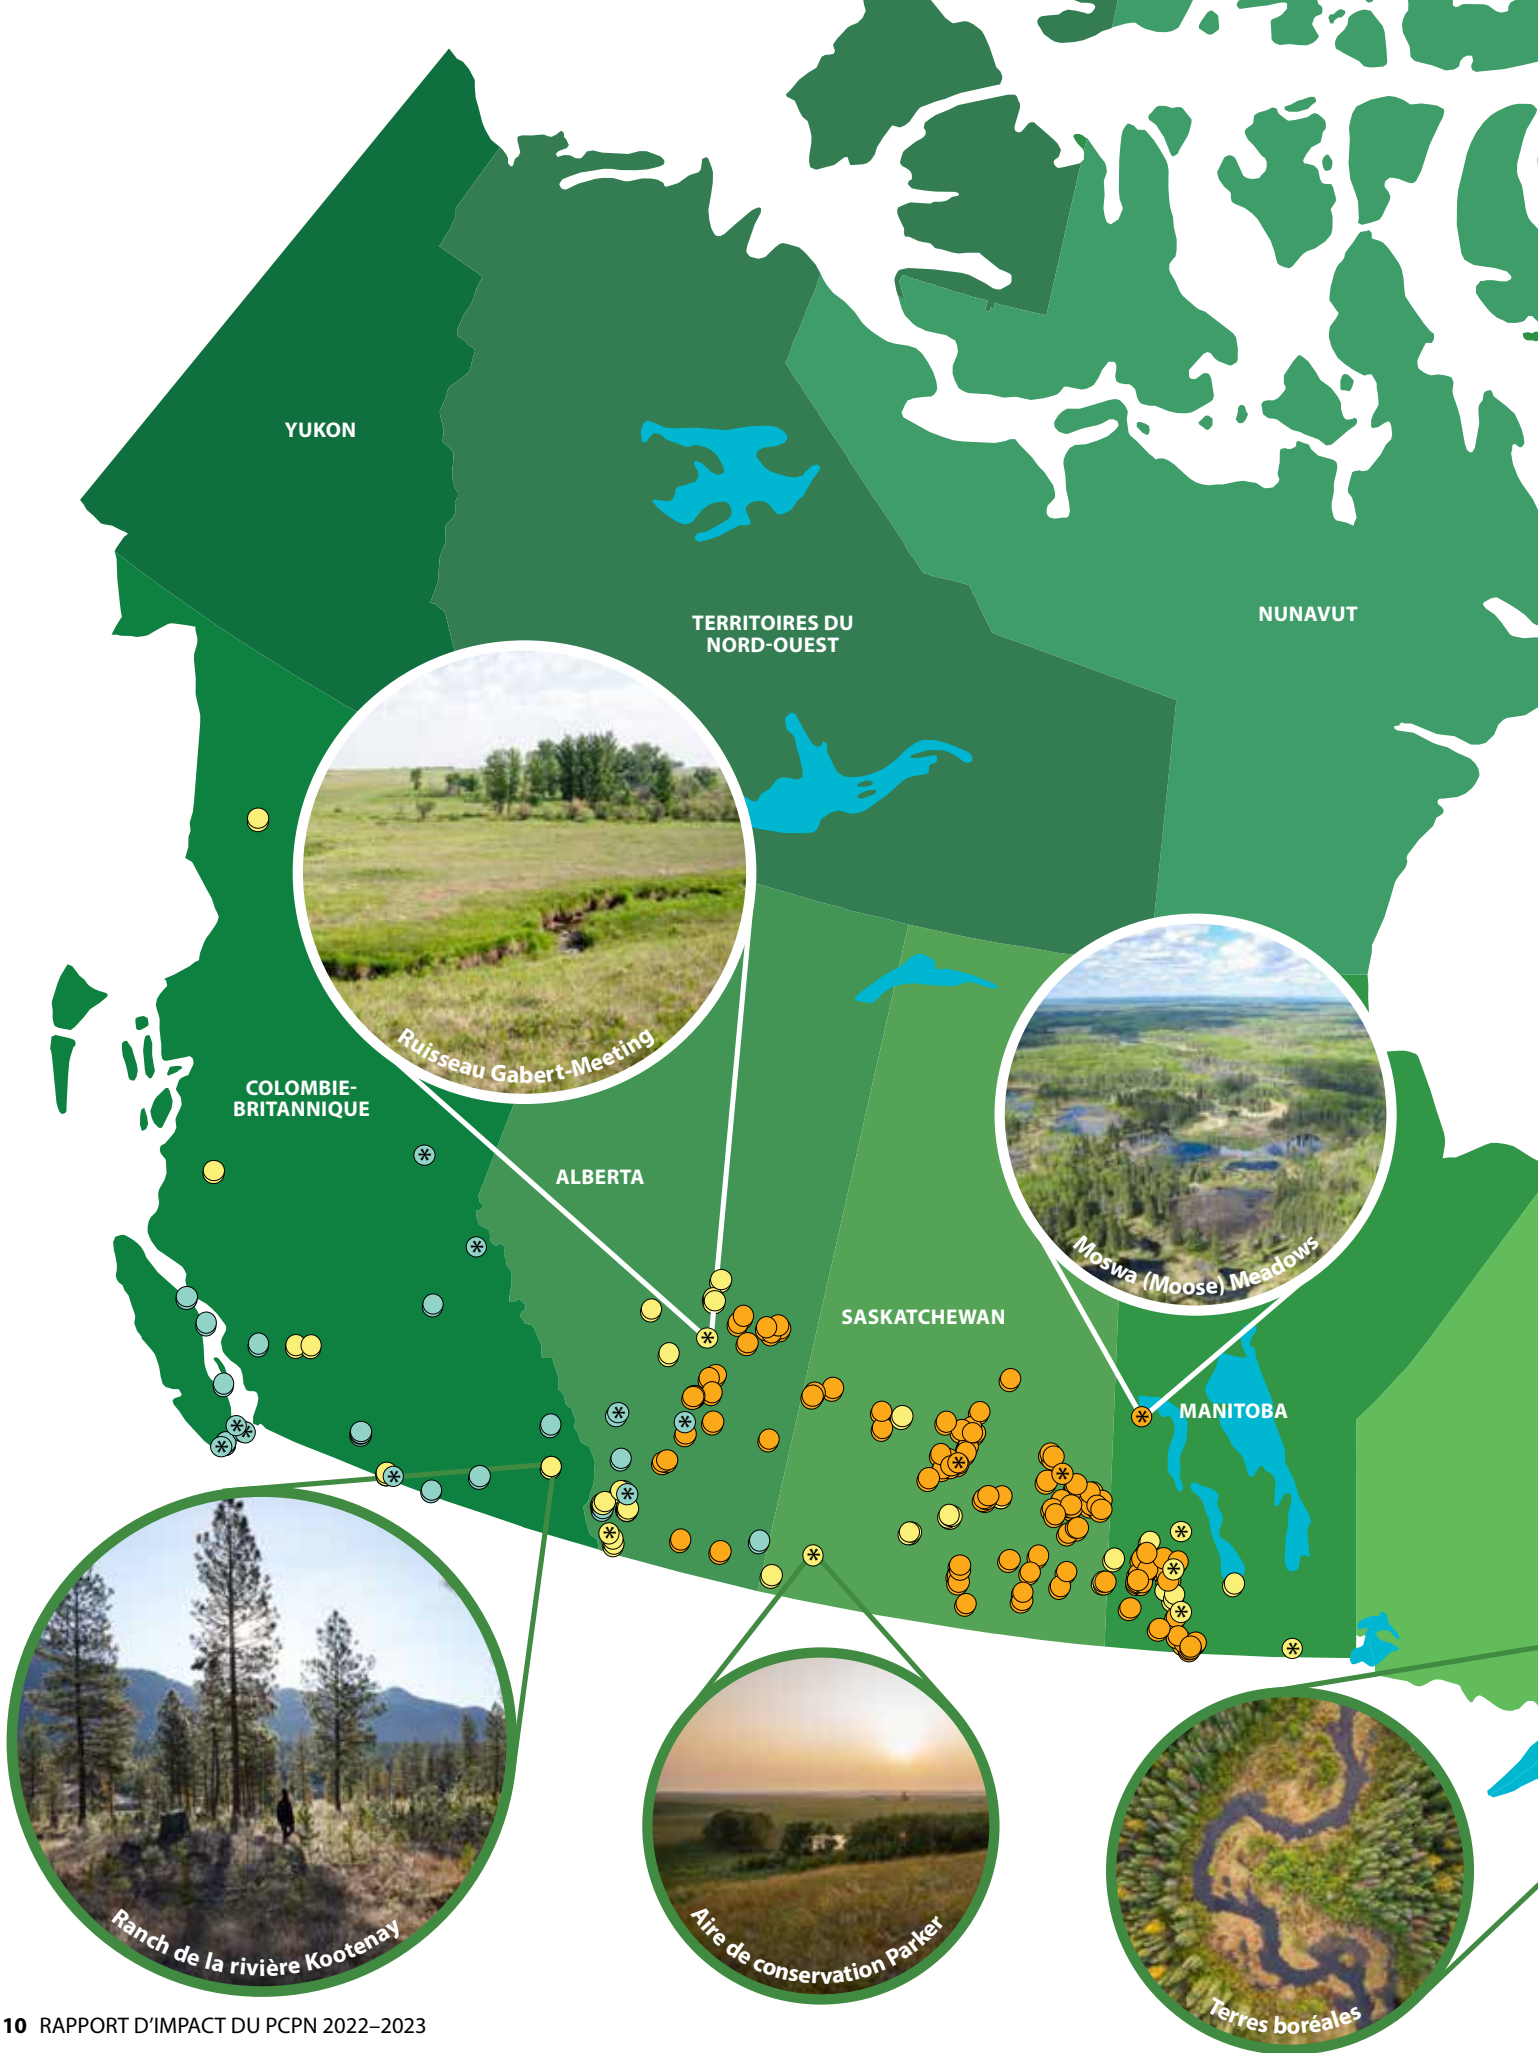 YUKON
TERRITOIRES DU
NORD-OUEST
NUNAVUT
Ruisseau Gabert-Meeting
COLOMBIE-
BRITANNIQUE
ALBERTA
Moswa (Moose) Meadows
SASKATCHEWAN
MANITOBA
Ranch de la rivière Kootenay
Aire de conservation Parker
Terres boréales
10 RAPPORT D'IMPACT DU PCPN 2022–2023